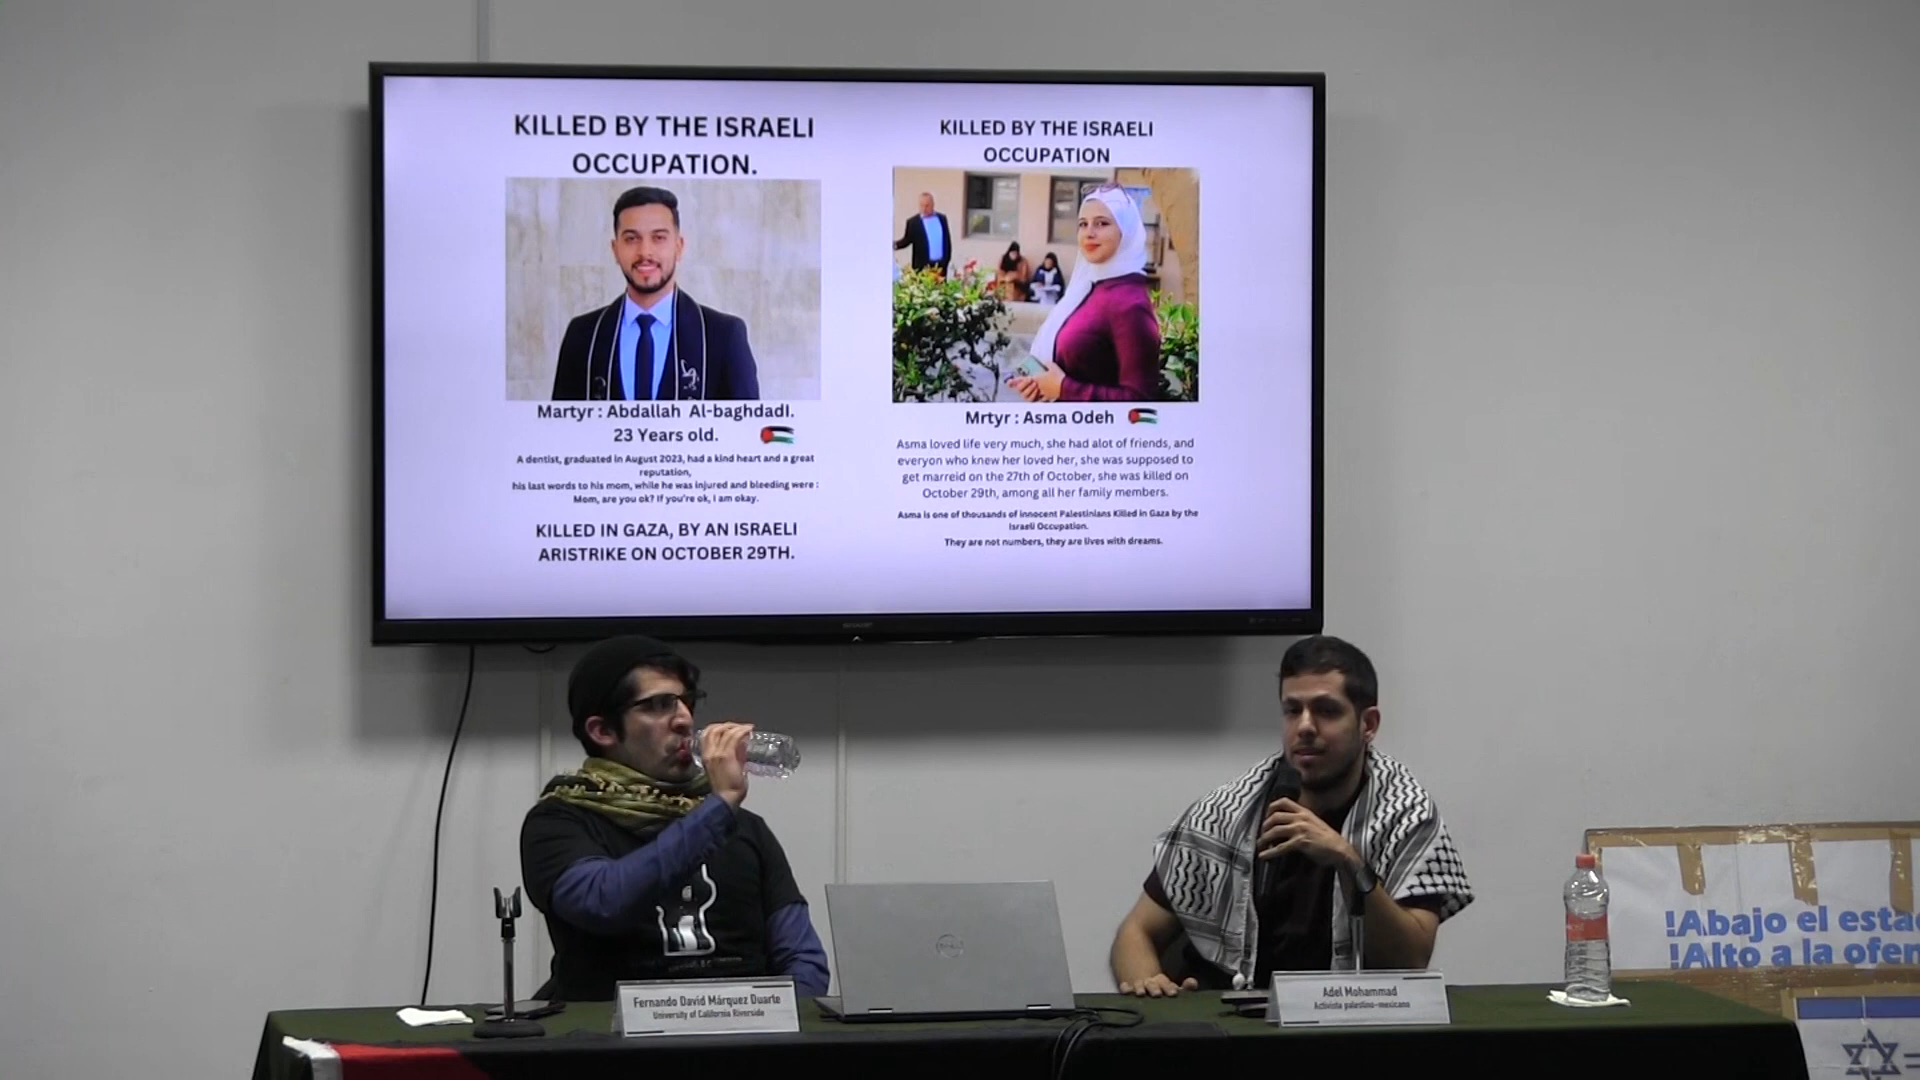 KILLED BY THE ISRAELI
OCCUPATION.
Martyr : Abdallah Al-baghdadI.
23 Years old.
A dentist, graduated in August 2023, had a kind heart and a great
reputation,
his last words to his mom, while he was injured and bleeding were :
Mom, are you ok? If you're ok, I am okay.
KILLED IN GAZA, BY AN ISRAELI
ARISTRIKE ON OCTOBER 29TH.
KILLED BY THE ISRAELI
OCCUPATION
Mrtyr : Asma Odeh
Asma loved life very much, she had alot of friends, and
everyon who knew her loved her, she was supposed to
get marreid on the 27th of October, she was killed on
October 29th, among all her family members.
Asma is one of thousands of innocent Palestinians Killed in Gaza by the
Israeli Occupation.
They are not numbers, they are lives with dreams.
SHARP
Fernando David Márquez Duarte
University of California Riverside
DELL
Adel Mohammad
Activista palestino-mexicano
!Abajo el esta
!Alto a la ofen
=